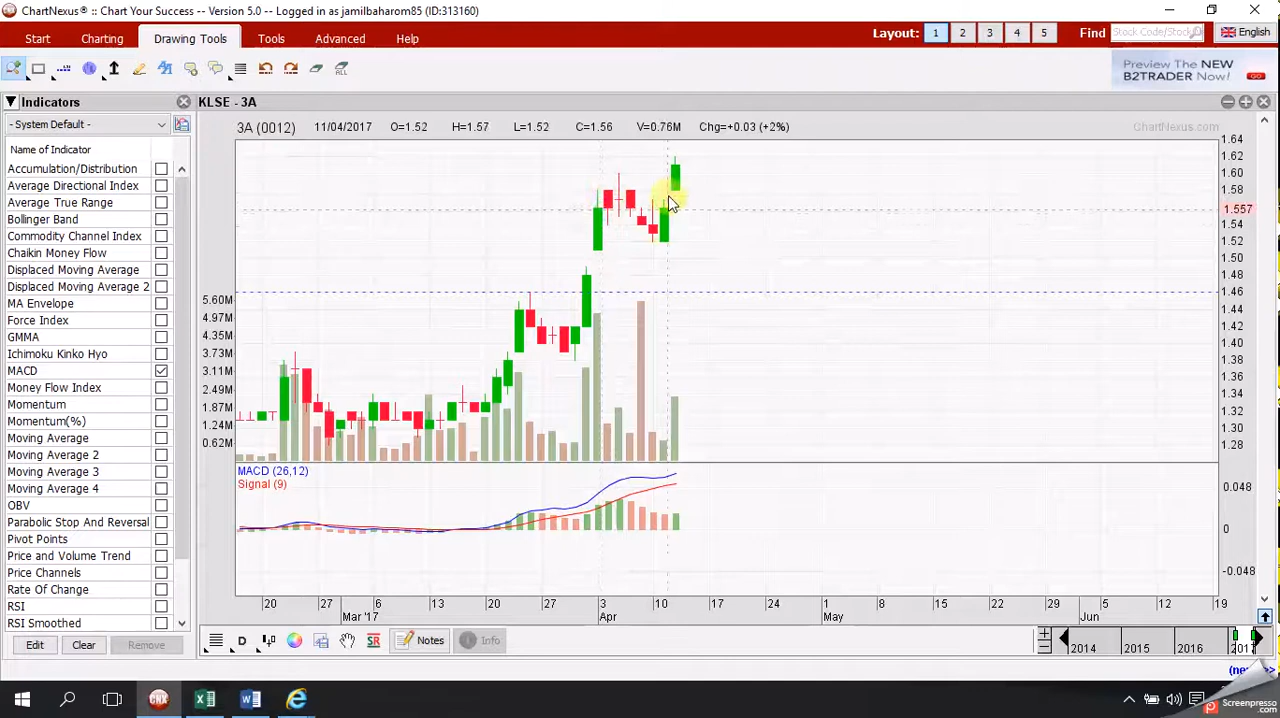 ChartNexus® :: Chart Your Success -- Version 5.0 -- Logged in as jamilbaharom85 (ID:313160)
Start Charting Drawing Tools Tools Advanced Help Layout: 1 2 3 4 5 Find Stock Code/Stock English
Preview The NEW
B2TRADER Now! GO
ALL
Indicators
- System Default -
Name of Indicator
Accumulation/Distribution
Average Directional Index
Average True Range
Bollinger Band
Commodity Channel Index
Chaikin Money Flow
Displaced Moving Average
Displaced Moving Average 2
MA Envelope
Force Index
GMMA
Ichimoku Kinko Hyo
MACD
Money Flow Index
Momentum
Momentum(%)
Moving Average
Moving Average 2
Moving Average 3
Moving Average 4
OBV
Parabolic Stop And Reversal
Pivot Points
Price and Volume Trend
Price Channels
Rate Of Change
RSI
RSI Smoothed
Edit Clear Remove
KLSE - 3A
3A (0012) 11/04/2017 O=1.52 H=1.57 L=1.52 C=1.56 V=0.76M Chg=+0.03 (+2%) ChartNexus.com
1.64
1.62
1.60
1.58
1.557
1.54
1.52
1.50
1.48
1.46
1.44
1.42
1.40
1.38
1.36
1.34
1.32
1.30
1.28
5.60M
4.97M
4.35M
3.73M
3.11M
2.49M
1.87M
1.24M
0.62M
MACD (26,12)
Signal (9)
0.048
0
-0.048
20 27 6 13 20 27 3 10 17 24 1 8 15 22 29 5 12 19
Mar '17 Apr May Jun
D SR Notes Info
2014 2015 2016 2017
CNX
Screenpresso
.com